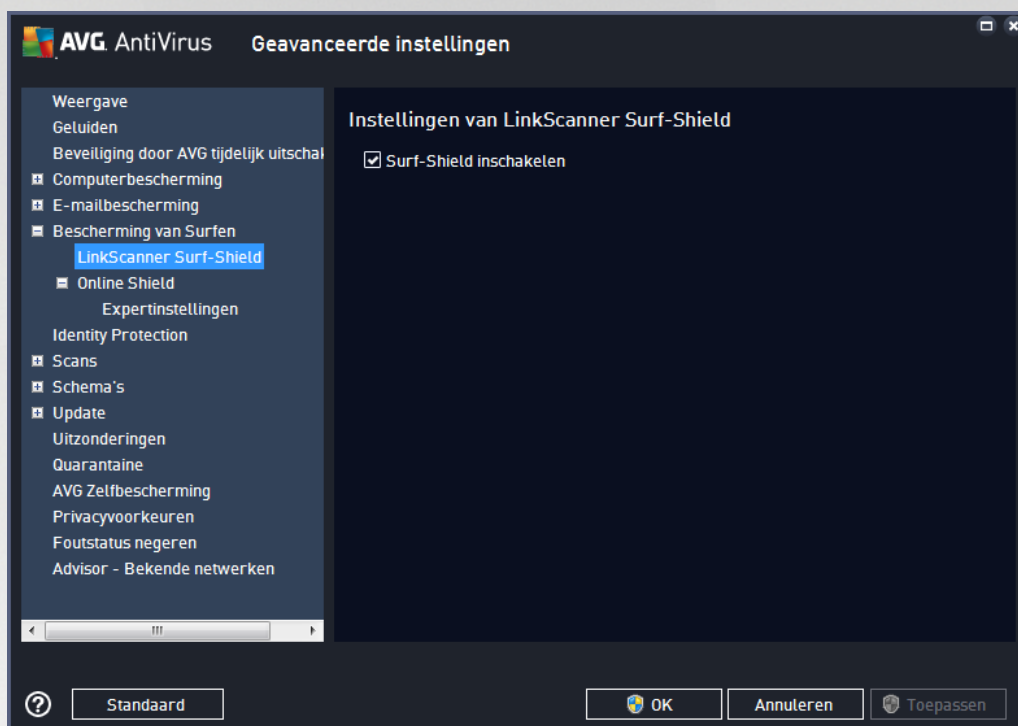 AVG. AntiVirus
Geavanceerde instellingen
Weergave
Geluiden
Beveiliging door AVG tijdelijk uitschak
Computerbescherming
E-mailbescherming
Bescherming van Surfen
LinkScanner Surf-Shield
Online Shield
Expertinstellingen
Identity Protection
Scans
Schema's
Update
Uitzonderingen
Quarantaine
AVG Zelfbescherming
Privacyvoorkeuren
Foutstatus negeren
Advisor - Bekende netwerken
Instellingen van LinkScanner Surf-Shield
Surf-Shield inschakelen
?
Standaard
OK
Annuleren
Toepassen